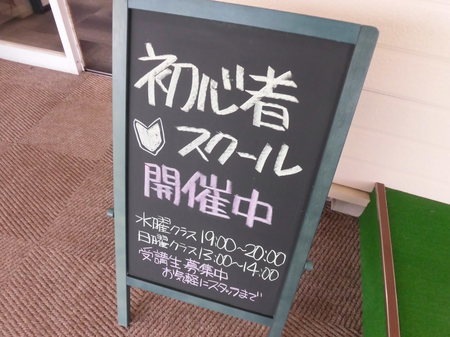 初心者
スクール
開催中
水曜クラス 19:00~20:00
日曜クラス 13:00~14:00
受講生募集中
お気軽にスタッフまで